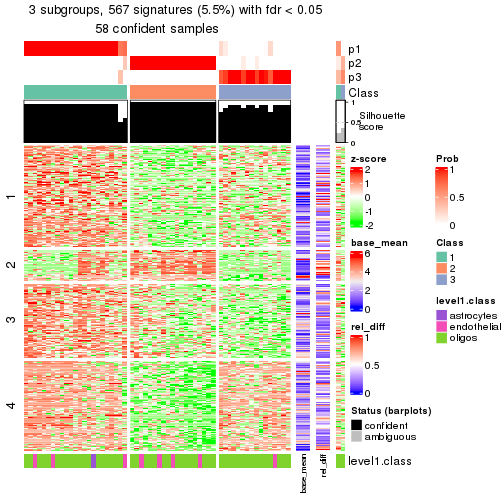 3 subgroups, 567 signatures (5.5%) with fdr < 0.05
58 confident samples
p1
p2
p3
Class
1
0.5
0
Silhouette
score
1
2
3
4
level1.class
base_mean
rel_diff
z-score
2
1
0
-1
-2
base_mean
6
4
2
0
rel_diff
1
0.5
0
Status (barplots)
confident
ambiguous
Prob
1
0.5
0
Class
1
2
3
level1.class
astrocytes
endothelial
oligos